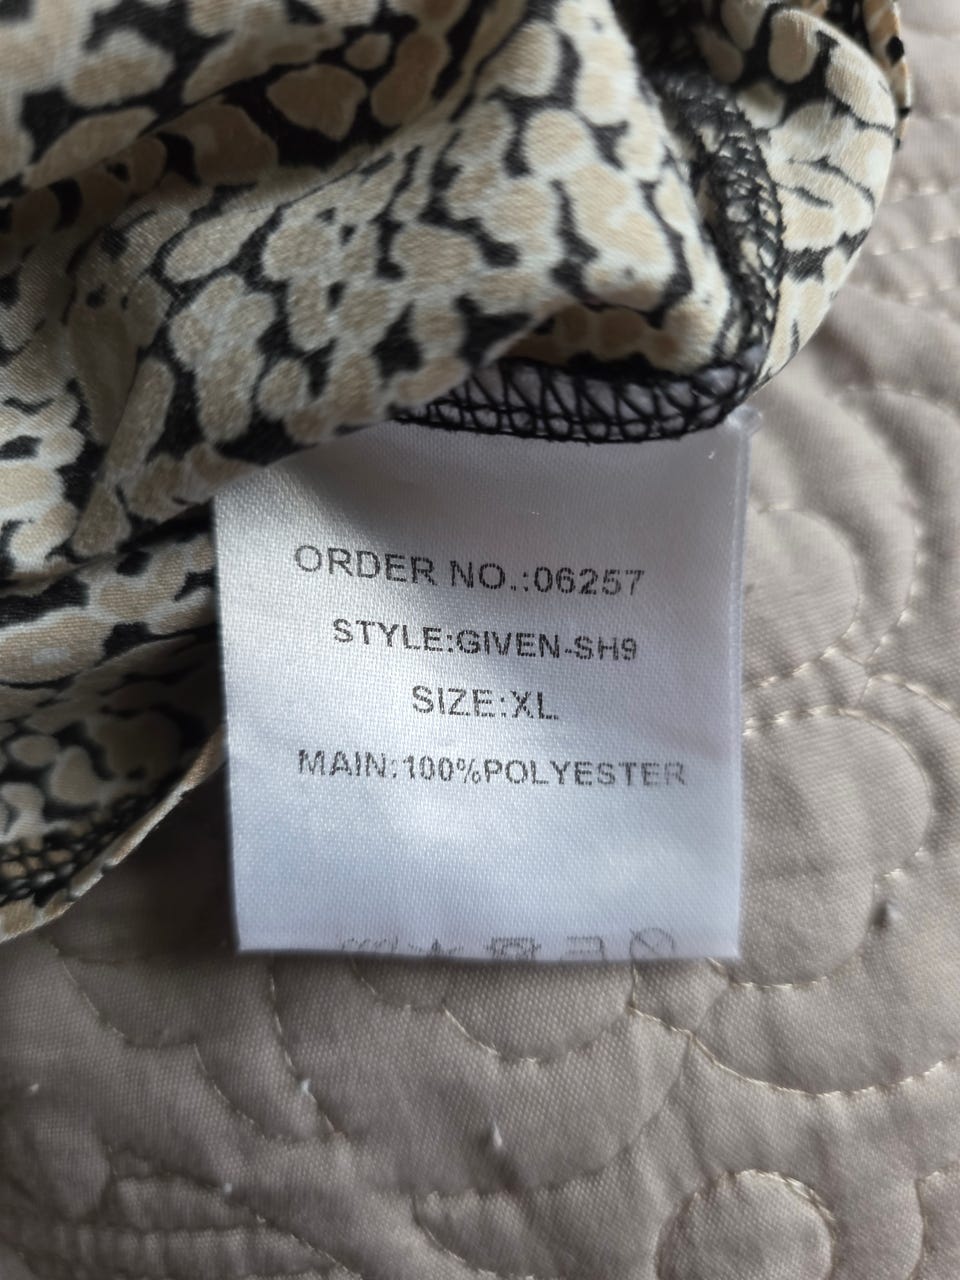 ORDER NO.:06257
STYLE:GIVEN-SH9
SIZE:XL
MAIN:100%POLYESTER